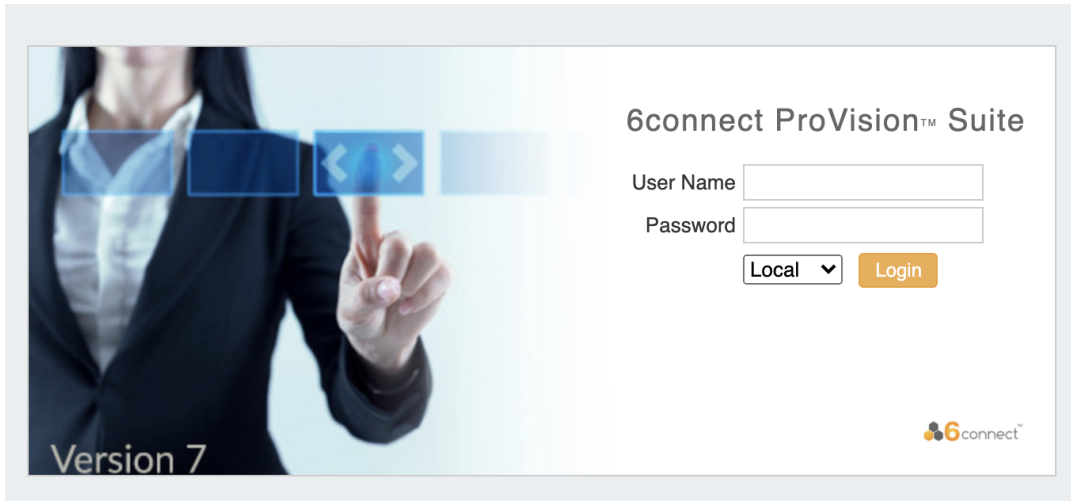 6connect ProVision™ Suite
User Name
Password
Local
Login
6connect™
Version 7